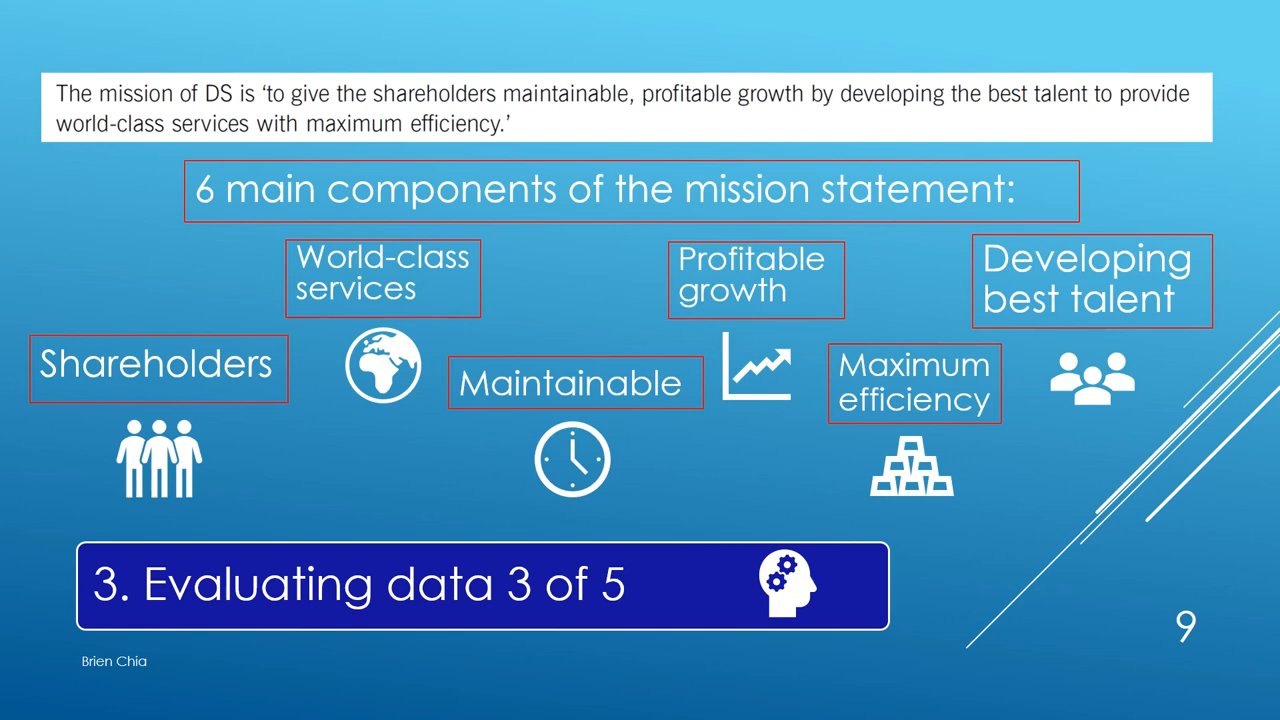 The mission of DS is ‘to give the shareholders maintainable, profitable growth by developing the best talent to provide
world-class services with maximum efficiency.’
6 main components of the mission statement:
World-class
services
Profitable
growth
Developing
best talent
Shareholders
Maintainable
Maximum
efficiency
3. Evaluating data 3 of 5
9
Brien Chia